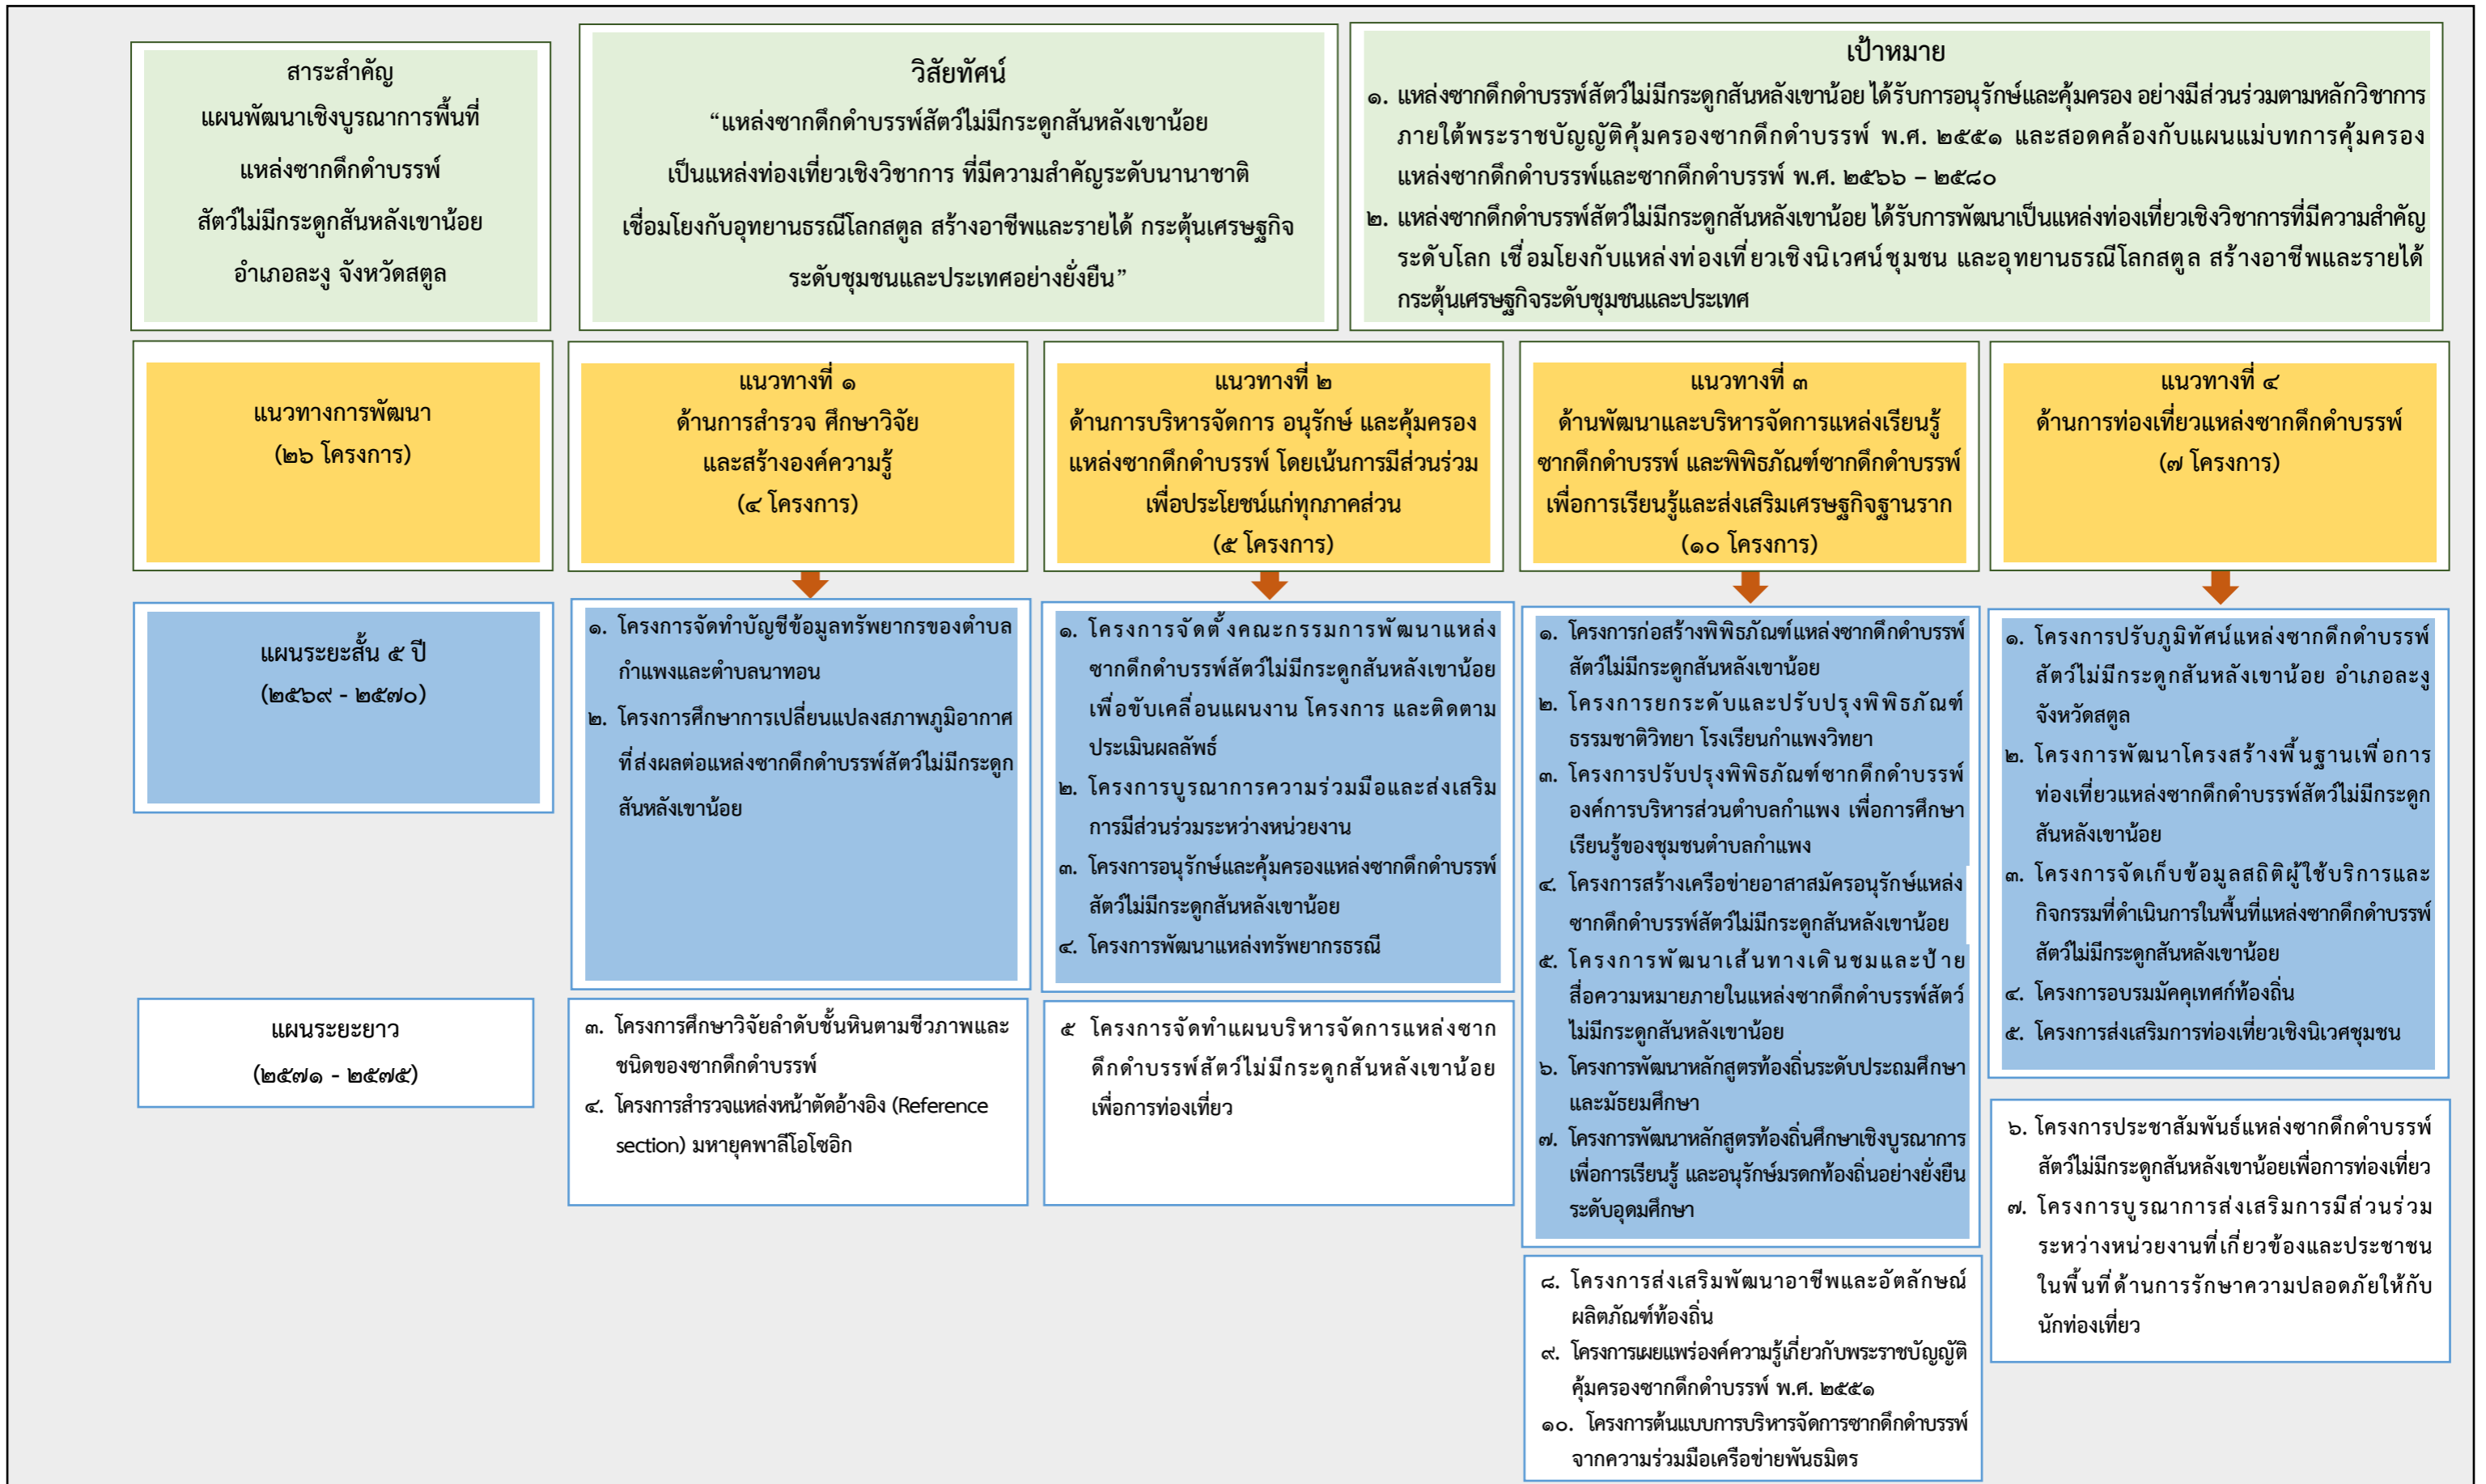 สาระสำคัญ
แผนพัฒนาเชิงบูรณาการพื้นที่
แหล่งซากดึกดำบรรพ์
สัตว์ไม่มีกระดูกสันหลังเขาน้อย
อำเภอละงู จังหวัดสตูล
วิสัยทัศน์
“แหล่งซากดึกดำบรรพ์สัตว์ไม่มีกระดูกสันหลังเขาน้อย
เป็นแหล่งท่องเที่ยวเชิงวิชาการ ที่มีความสำคัญระดับนานาชาติ
เชื่อมโยงกับอุทยานธรณีโลกสตูล สร้างอาชีพและรายได้ กระตุ้นเศรษฐกิจ
ระดับชุมชนและประเทศอย่างยั่งยืน”
เป้าหมาย
๑. แหล่งซากดึกดำบรรพ์สัตว์ไม่มีกระดูกสันหลังเขาน้อย ได้รับการอนุรักษ์และคุ้มครอง อย่างมีส่วนร่วมตามหลักวิชาการ
ภายใต้พระราชบัญญัติคุ้มครองซากดึกดำบรรพ์ พ.ศ. ๒๕๕๑ และสอดคล้องกับแผนแม่บทการคุ้มครอง
แหล่งซากดึกดำบรรพ์และซากดึกดำบรรพ์ พ.ศ. ๒๕๖๖ – ๒๕๘๐
๒. แหล่งซากดึกดำบรรพ์สัตว์ไม่มีกระดูกสันหลังเขาน้อย ได้รับการพัฒนาเป็นแหล่งท่องเที่ยวเชิงวิชาการที่มีความสำคัญ
ระดับโลก เชื่อมโยงกับแหล่งท่องเที่ยวเชิงนิเวศน์ชุมชน และอุทยานธรณีโลกสตูล สร้างอาชีพและรายได้
กระตุ้นเศรษฐกิจระดับชุมชนและประเทศ
แนวทางการพัฒนา
(๒๖ โครงการ)
แนวทางที่ ๑
ด้านการสำรวจ ศึกษาวิจัย
และสร้างองค์ความรู้
(๔ โครงการ)
แนวทางที่ ๒
ด้านการบริหารจัดการ อนุรักษ์ และคุ้มครอง
แหล่งซากดึกดำบรรพ์ โดยเน้นการมีส่วนร่วม
เพื่อประโยชน์แก่ทุกภาคส่วน
(๕ โครงการ)
แนวทางที่ ๓
ด้านพัฒนาและบริหารจัดการแหล่งเรียนรู้
ซากดึกดำบรรพ์ และพิพิธภัณฑ์ซากดึกดำบรรพ์
เพื่อการเรียนรู้และส่งเสริมเศรษฐกิจฐานราก
(๑๐ โครงการ)
แนวทางที่ ๔
ด้านการท่องเที่ยวแหล่งซากดึกดำบรรพ์
(๗ โครงการ)
แผนระยะสั้น ๕ ปี
(๒๕๖๙ - ๒๕๗๐)
๑. โครงการจัดทำบัญชีข้อมูลทรัพยากรของตำบล
กำแพงและตำบลนาทอน
๒. โครงการศึกษาการเปลี่ยนแปลงสภาพภูมิอากาศ
ที่ส่งผลต่อแหล่งซากดึกดำบรรพ์สัตว์ไม่มีกระดูก
สันหลังเขาน้อย
๑. โครงการจัดตั้งคณะกรรมการพัฒนาแหล่ง
ซากดึกดำบรรพ์สัตว์ไม่มีกระดูกสันหลังเขาน้อย
เพื่อขับเคลื่อนแผนงาน โครงการ และติดตาม
ประเมินผลลัพธ์
๒. โครงการบูรณาการความร่วมมือและส่งเสริม
การมีส่วนร่วมระหว่างหน่วยงาน
๓. โครงการอนุรักษ์และคุ้มครองแหล่งซากดึกดำบรรพ์
สัตว์ไม่มีกระดูกสันหลังเขาน้อย
๔. โครงการพัฒนาแหล่งทรัพยากรธรณี
๑. โครงการก่อสร้างพิพิธภัณฑ์แหล่งซากดึกดำบรรพ์
สัตว์ไม่มีกระดูกสันหลังเขาน้อย
๒. โครงการยกระดับและปรับปรุงพิพิธภัณฑ์
ธรรมชาติวิทยา โรงเรียนกำแพงวิทยา
๓. โครงการปรับปรุงพิพิธภัณฑ์ซากดึกดำบรรพ์
องค์การบริหารส่วนตำบลกำแพง เพื่อการศึกษา
เรียนรู้ของชุมชนตำบลกำแพง
๔. โครงการสร้างเครือข่ายอาสาสมัครอนุรักษ์แหล่ง
ซากดึกดำบรรพ์สัตว์ไม่มีกระดูกสันหลังเขาน้อย
๕. โครงการพัฒนาเส้นทางเดินชมและป้าย
สื่อความหมายภายในแหล่งซากดึกดำบรรพ์สัตว์
ไม่มีกระดูกสันหลังเขาน้อย
๖. โครงการพัฒนาหลักสูตรท้องถิ่นระดับประถมศึกษา
และมัธยมศึกษา
๗. โครงการพัฒนาหลักสูตรท้องถิ่นศึกษาเชิงบูรณาการ
เพื่อการเรียนรู้ และอนุรักษ์มรดกท้องถิ่นอย่างยั่งยืน
ระดับอุดมศึกษา
๑. โครงการปรับภูมิทัศน์แหล่งซากดึกดำบรรพ์
สัตว์ไม่มีกระดูกสันหลังเขาน้อย อำเภอละงู
จังหวัดสตูล
๒. โครงการพัฒนาโครงสร้างพื้นฐานเพื่อการ
ท่องเที่ยวแหล่งซากดึกดำบรรพ์สัตว์ไม่มีกระดูก
สันหลังเขาน้อย
๓. โครงการจัดเก็บข้อมูลสถิติผู้ใช้บริการและ
กิจกรรมที่ดำเนินการในพื้นที่แหล่งซากดึกดำบรรพ์
สัตว์ไม่มีกระดูกสันหลังเขาน้อย
๔. โครงการอบรมมัคคุเทศก์ท้องถิ่น
๕. โครงการส่งเสริมการท่องเที่ยวเชิงนิเวศชุมชน
แผนระยะยาว
(๒๕๗๑ - ๒๕๗๕)
๓. โครงการศึกษาวิจัยลำดับชั้นหินตามชีวภาพและ
ชนิดของซากดึกดำบรรพ์
๔. โครงการสำรวจแหล่งหน้าตัดอ้างอิง (Reference
section) มหายุคพาลีโอโซอิก
๕ โครงการจัดทำแผนบริหารจัดการแหล่งซาก
ดึกดำบรรพ์สัตว์ไม่มีกระดูกสันหลังเขาน้อย
เพื่อการท่องเที่ยว
๘. โครงการส่งเสริมพัฒนาอาชีพและอัตลักษณ์
ผลิตภัณฑ์ท้องถิ่น
๙. โครงการเผยแพร่องค์ความรู้เกี่ยวกับพระราชบัญญัติ
คุ้มครองซากดึกดำบรรพ์ พ.ศ. ๒๕๕๑
๑๐. โครงการต้นแบบการบริหารจัดการซากดึกดำบรรพ์
จากความร่วมมือเครือข่ายพันธมิตร
๖. โครงการประชาสัมพันธ์แหล่งซากดึกดำบรรพ์
สัตว์ไม่มีกระดูกสันหลังเขาน้อยเพื่อการท่องเที่ยว
๗. โครงการบูรณาการส่งเสริมการมีส่วนร่วม
ระหว่างหน่วยงานที่เกี่ยวข้องและประชาชน
ในพื้นที่ด้านการรักษาความปลอดภัยให้กับ
นักท่องเที่ยว